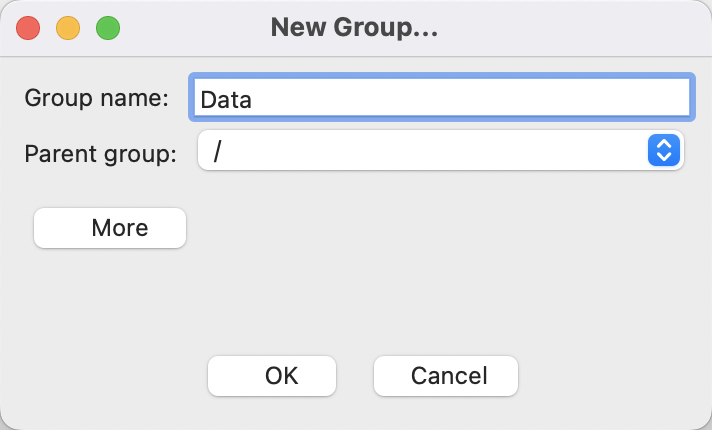 New Group...
Group name: Data
Parent group: /
More
OK Cancel